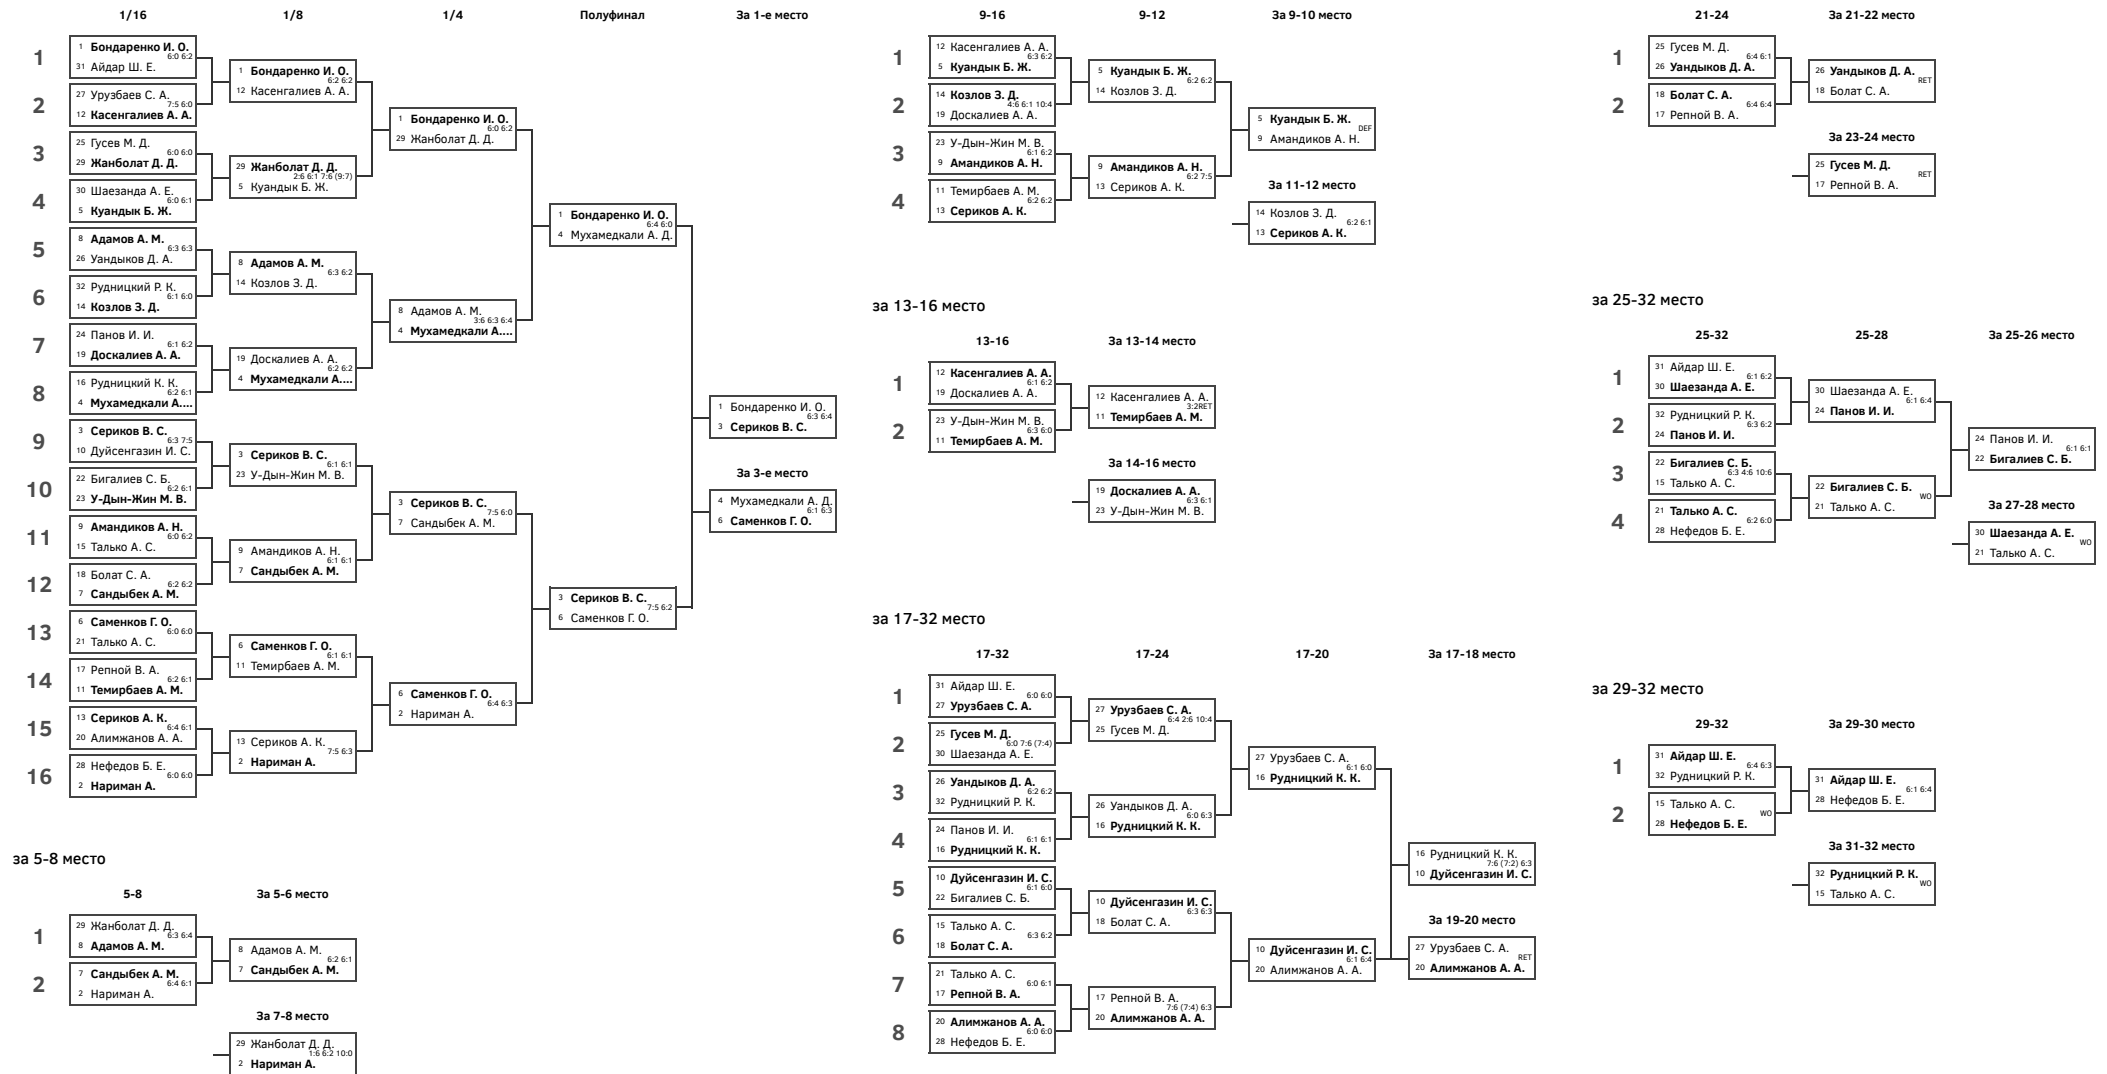 1/16
1/8
1/4
Полуфинал
За 1-е место
1
1 Бондаренко И. О.
6:0 6:2
31 Айдар Ш. Е.
2
27 Урузбаев С. А.
7:5 6:0
12 Касенгалиев А. А.
3
25 Гусев М. Д.
6:0 6:0
29 Жанболат Д. Д.
4
30 Шаезанда А. Е.
6:0 6:1
5 Куандык Б. Ж.
5
8 Адамов А. М.
6:3 6:3
26 Уандыков Д. А.
6
32 Рудницкий Р. К.
6:1 6:0
14 Козлов З. Д.
7
24 Панов И. И.
6:1 6:2
19 Доскалиев А. А.
8
16 Рудницкий К. К.
6:2 6:1
4 Мухамедкали А....
9
3 Сериков В. С.
6:3 7:5
10 Дуйсенгазин И. С.
10
22 Бигалиев С. Б.
6:2 6:1
23 У-Дын-Жин М. В.
11
9 Амандиков А. Н.
6:0 6:2
15 Талько А. С.
12
18 Болат С. А.
6:2 6:2
7 Сандыбек А. М.
13
6 Саменков Г. О.
6:0 6:0
21 Талько А. С.
14
17 Репной В. А.
6:2 6:1
11 Темирбаев А. М.
15
13 Сериков А. К.
6:4 6:1
20 Алимжанов А. А.
16
28 Нефедов Б. Е.
6:0 6:0
2 Нариман А.
1 Бондаренко И. О.
6:2 6:2
12 Касенгалиев А. А.
29 Жанболат Д. Д.
2:6 6:1 7:6 (9:7)
5 Куандык Б. Ж.
8 Адамов А. М.
6:3 6:2
14 Козлов З. Д.
19 Доскалиев А. А.
6:2 6:2
4 Мухамедкали А....
3 Сериков В. С.
6:1 6:1
23 У-Дын-Жин М. В.
9 Амандиков А. Н.
6:1 6:1
7 Сандыбек А. М.
6 Саменков Г. О.
6:1 6:1
11 Темирбаев А. М.
13 Сериков А. К.
7:5 6:3
2 Нариман А.
1 Бондаренко И. О.
6:0 6:2
29 Жанболат Д. Д.
8 Адамов А. М.
3:6 6:3 6:4
4 Мухамедкали А....
3 Сериков В. С.
7:5 6:0
7 Сандыбек А. М.
6 Саменков Г. О.
6:4 6:3
2 Нариман А.
1 Бондаренко И. О.
6:4 6:0
4 Мухамедкали А. Д.
3 Сериков В. С.
7:5 6:2
6 Саменков Г. О.
1 Бондаренко И. О.
6:3 6:4
3 Сериков В. С.
За 3-е место
4 Мухамедкали А. Д.
6:1 6:3
6 Саменков Г. О.
за 5-8 место
5-8
За 5-6 место
1
29 Жанболат Д. Д.
6:3 6:4
8 Адамов А. М.
2
7 Сандыбек А. М.
6:4 6:1
2 Нариман А.
8 Адамов А. М.
6:2 6:1
7 Сандыбек А. М.
За 7-8 место
29 Жанболат Д. Д.
1:6 6:2 10:0
2 Нариман А.
9-16
9-12
За 9-10 место
1
12 Касенгалиев А. А.
6:3 6:2
5 Куандык Б. Ж.
2
14 Козлов З. Д.
4:6 6:1 10:4
19 Доскалиев А. А.
3
23 У-Дын-Жин М. В.
6:1 6:2
9 Амандиков А. Н.
4
11 Темирбаев А. М.
6:2 6:2
13 Сериков А. К.
5 Куандык Б. Ж.
6:2 6:2
14 Козлов З. Д.
9 Амандиков А. Н.
6:2 7:5
13 Сериков А. К.
5 Куандык Б. Ж.
DEF
9 Амандиков А. Н.
За 11-12 место
14 Козлов З. Д.
6:2 6:1
13 Сериков А. К.
за 13-16 место
13-16
За 13-14 место
1
12 Касенгалиев А. А.
6:1 6:2
19 Доскалиев А. А.
2
23 У-Дын-Жин М. В.
6:3 6:0
11 Темирбаев А. М.
12 Касенгалиев А. А.
3:2RET
11 Темирбаев А. М.
За 14-16 место
19 Доскалиев А. А.
6:3 6:1
23 У-Дын-Жин М. В.
за 17-32 место
17-32
17-24
17-20
За 17-18 место
1
31 Айдар Ш. Е.
6:0 6:0
27 Урузбаев С. А.
2
25 Гусев М. Д.
6:0 7:6 (7:4)
30 Шаезанда А. Е.
3
26 Уандыков Д. А.
6:2 6:2
32 Рудницкий Р. К.
4
24 Панов И. И.
6:1 6:1
16 Рудницкий К. К.
5
10 Дуйсенгазин И. С.
6:1 6:0
22 Бигалиев С. Б.
6
15 Талько А. С.
6:3 6:2
18 Болат С. А.
7
21 Талько А. С.
6:0 6:1
17 Репной В. А.
8
20 Алимжанов А. А.
6:0 6:0
28 Нефедов Б. Е.
27 Урузбаев С. А.
6:4 2:6 10:4
25 Гусев М. Д.
26 Уандыков Д. А.
6:0 6:3
16 Рудницкий К. К.
10 Дуйсенгазин И. С.
6:3 6:3
18 Болат С. А.
17 Репной В. А.
7:6 (7:4) 6:3
20 Алимжанов А. А.
27 Урузбаев С. А.
6:1 6:0
16 Рудницкий К. К.
10 Дуйсенгазин И. С.
6:1 6:4
20 Алимжанов А. А.
16 Рудницкий К. К.
7:6 (7:2) 6:3
10 Дуйсенгазин И. С.
За 19-20 место
27 Урузбаев С. А.
RET
20 Алимжанов А. А.
21-24
За 21-22 место
1
25 Гусев М. Д.
6:4 6:1
26 Уандыков Д. А.
2
18 Болат С. А.
6:4 6:4
17 Репной В. А.
26 Уандыков Д. А.
RET
18 Болат С. А.
За 23-24 место
25 Гусев М. Д.
RET
17 Репной В. А.
за 25-32 место
25-32
25-28
За 25-26 место
1
31 Айдар Ш. Е.
6:1 6:2
30 Шаезанда А. Е.
2
32 Рудницкий Р. К.
6:3 6:2
24 Панов И. И.
3
22 Бигалиев С. Б.
6:3 4:6 10:6
15 Талько А. С.
4
21 Талько А. С.
6:2 6:0
28 Нефедов Б. Е.
30 Шаезанда А. Е.
6:1 6:4
24 Панов И. И.
22 Бигалиев С. Б.
WO
21 Талько А. С.
24 Панов И. И.
6:1 6:1
22 Бигалиев С. Б.
За 27-28 место
30 Шаезанда А. Е.
WO
21 Талько А. С.
за 29-32 место
29-32
За 29-30 место
1
31 Айдар Ш. Е.
6:4 6:3
32 Рудницкий Р. К.
2
15 Талько А. С.
WO
28 Нефедов Б. Е.
31 Айдар Ш. Е.
6:1 6:4
28 Нефедов Б. Е.
За 31-32 место
32 Рудницкий Р. К.
WO
15 Талько А. С.